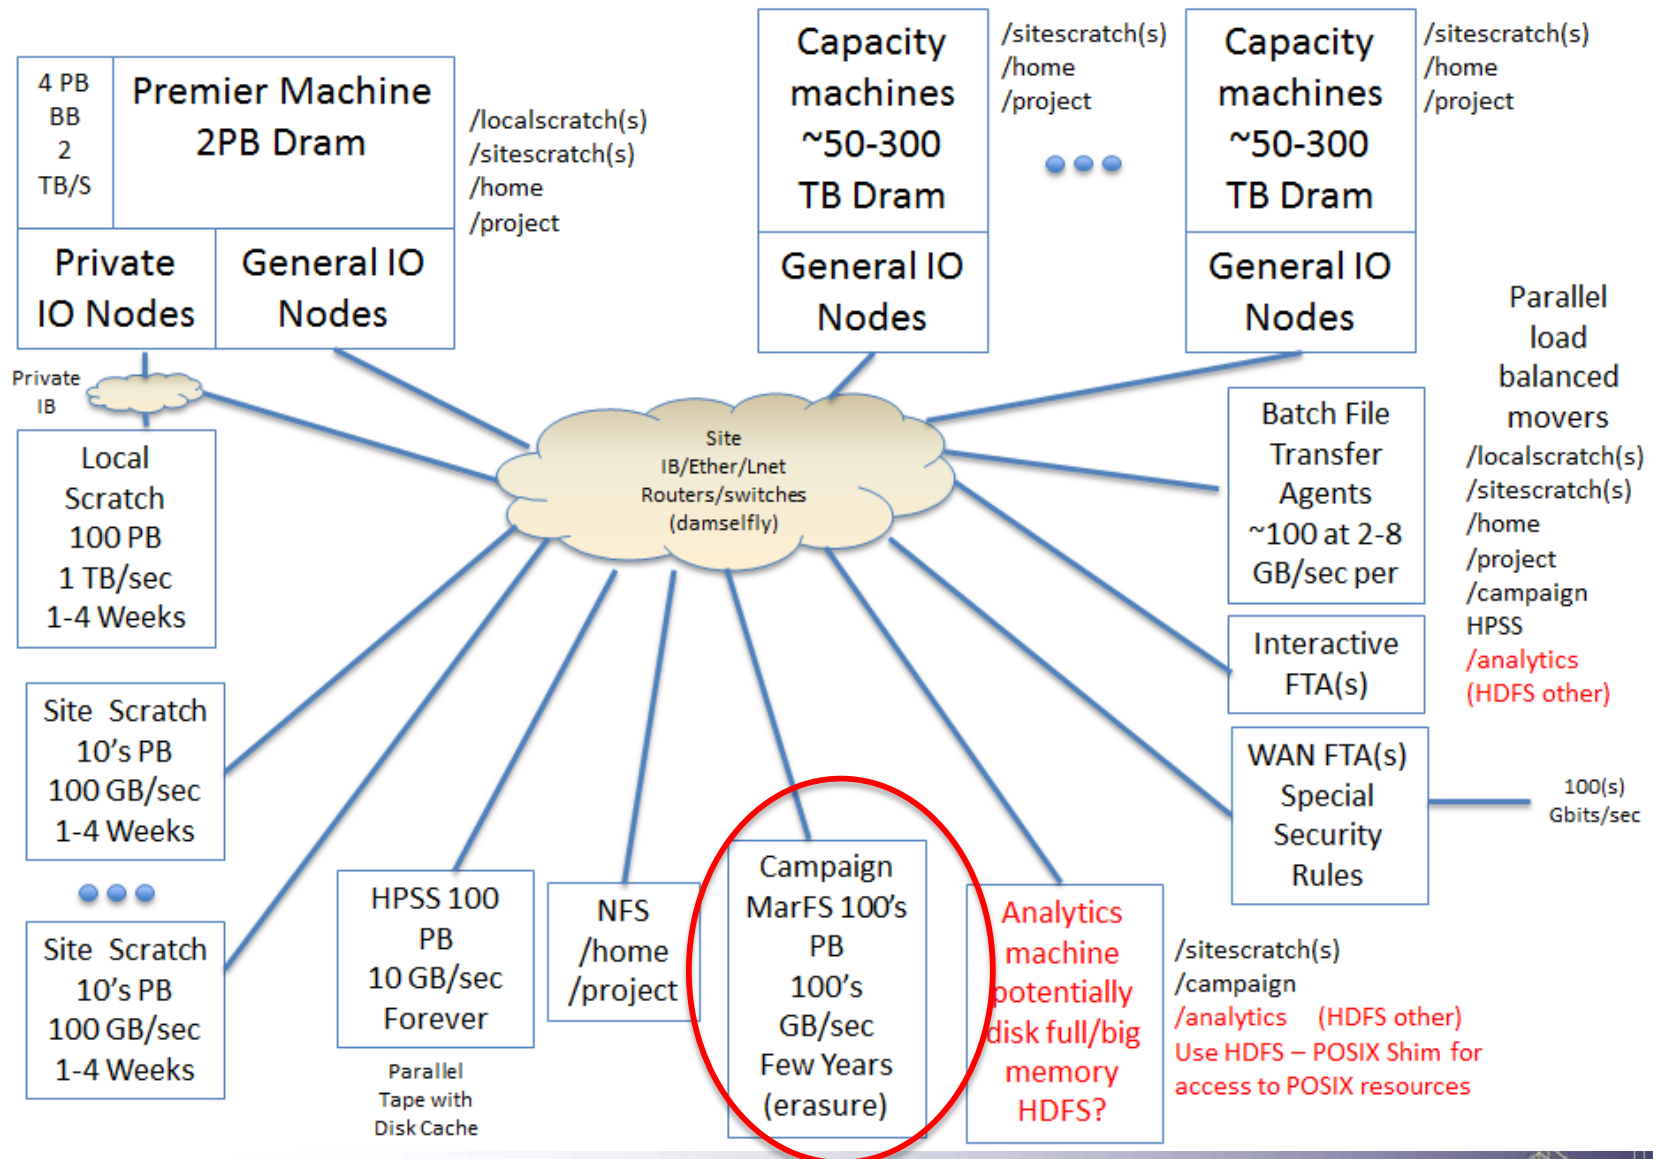 4 PB
BB
2
TB/S
Premier Machine
2PB Dram
/localscratch(s)
/sitescratch(s)
/home
/project
Private
IO Nodes
General IO
Nodes
Capacity
machines
~50-300
TB Dram
General IO
Nodes
/sitescratch(s)
/home
/project
Capacity
machines
~50-300
TB Dram
General IO
Nodes
/sitescratch(s)
/home
/project
Private
IB
Local
Scratch
100 PB
1 TB/sec
1-4 Weeks
Site
IB/Ether/Lnet
Routers/switches
(damselfly)
Batch File
Transfer
Agents
~100 at 2-8
GB/sec per
Parallel
load
balanced
movers
/localscratch(s)
/sitescratch(s)
/home
/project
/campaign
HPSS
/analytics
(HDFS other)
Interactive
FTA(s)
WAN FTA(s)
Special
Security
Rules
100(s)
Gbits/sec
Site Scratch
10's PB
100 GB/sec
1-4 Weeks
Site Scratch
10's PB
100 GB/sec
1-4 Weeks
HPSS 100
PB
10 GB/sec
Forever
Parallel
Tape with
Disk Cache
NFS
/home
/project
Campaign
MarFS 100's
PB
100's
GB/sec
Few Years
(erasure)
Analytics
machine
potentially
disk full/big
memory
HDFS?
/sitescratch(s)
/campaign
/analytics (HDFS other)
Use HDFS – POSIX Shim for
access to POSIX resources